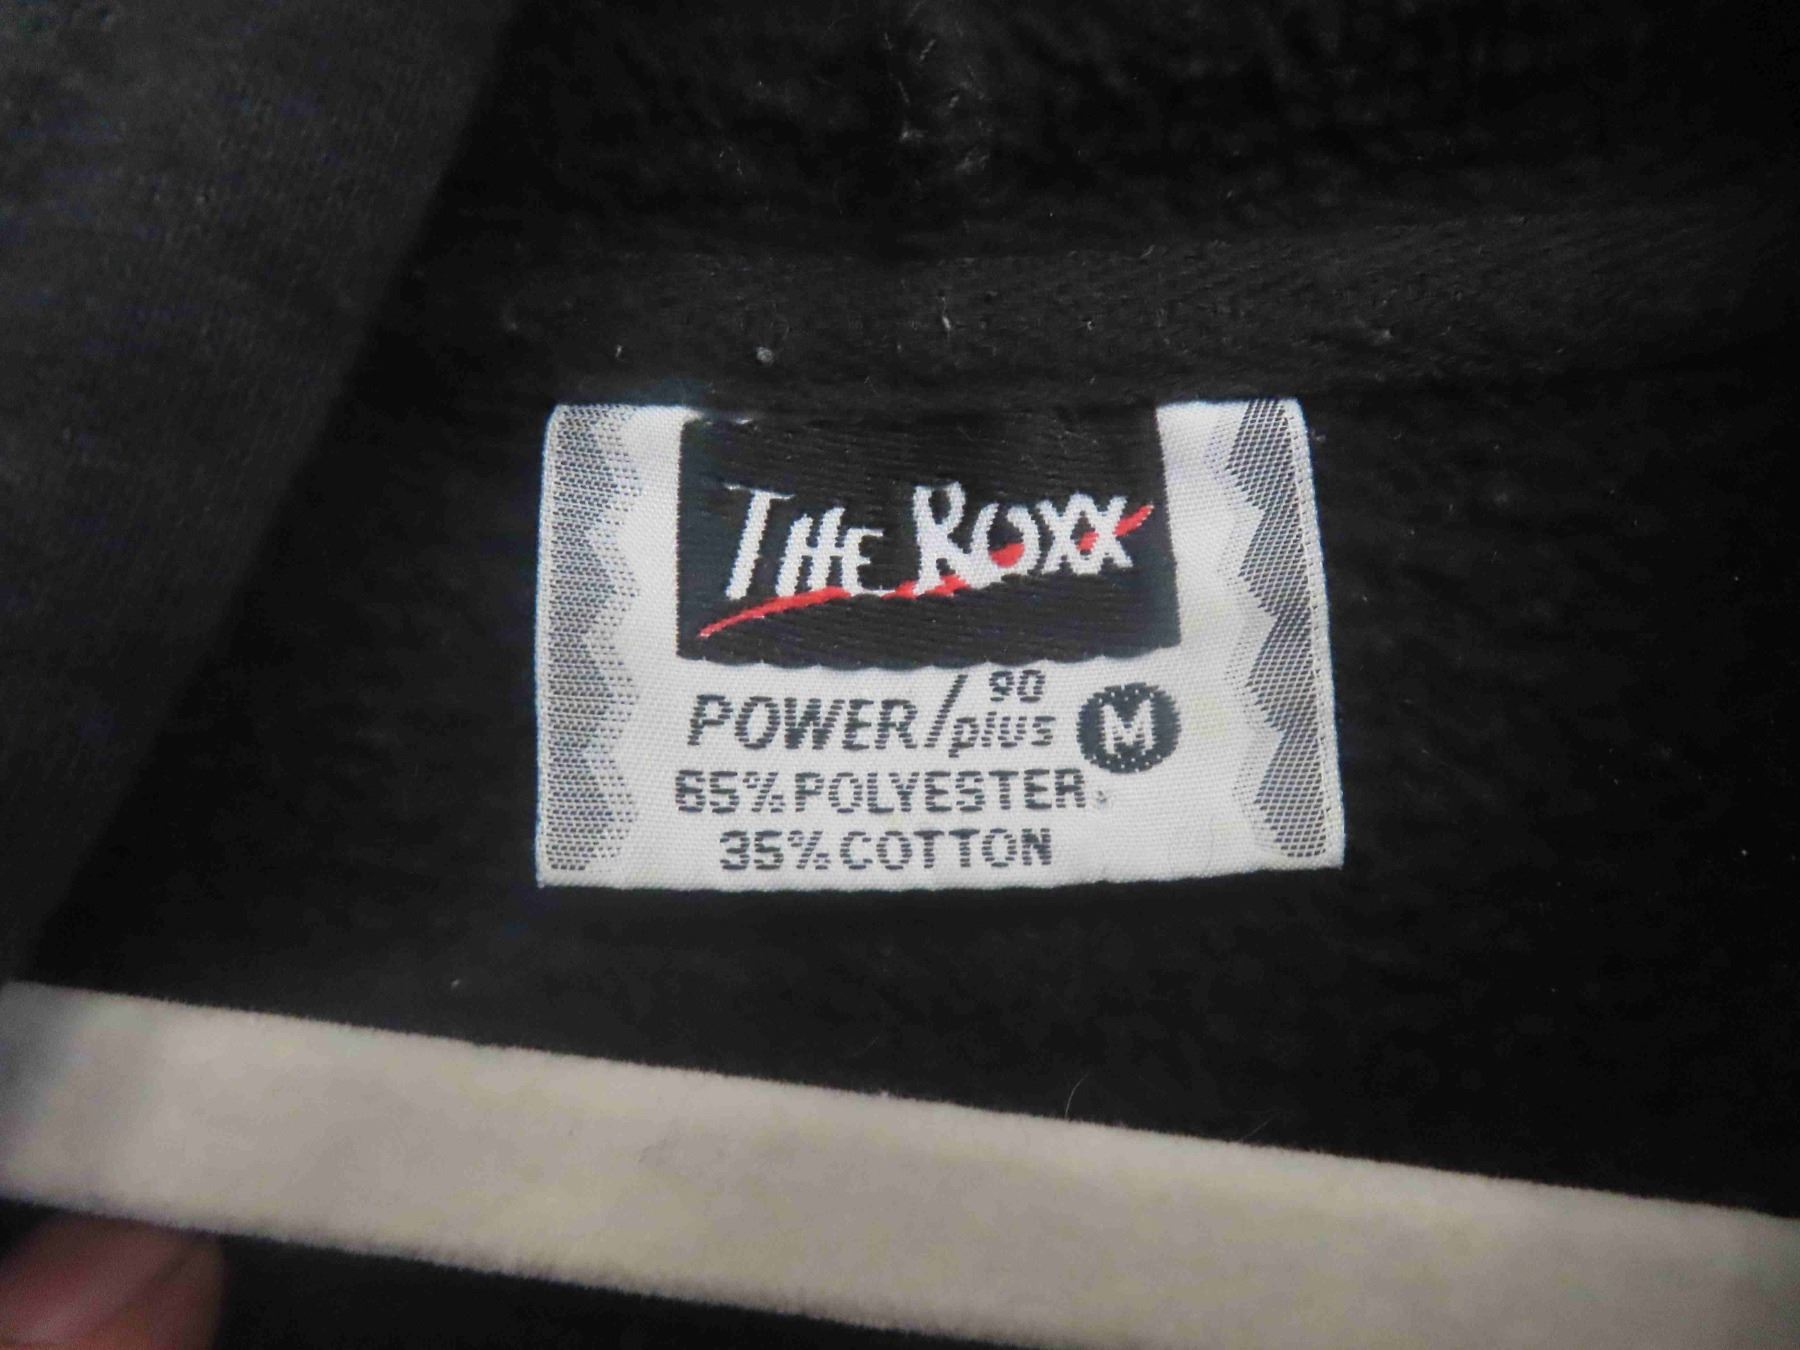 THE ROXX
POWER/90 plus M
65% POLYESTER
35% COTTON